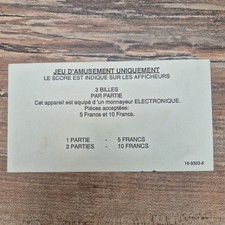 JEU D'AMUSEMENT UNIQUEMENT
LE SCORE EST INDIQUE SUR LES AFFICHEURS
3 BILLES
PAR PARTIE
Cet appareil est equipé d 'un monnayeur ELECTRONIQUE.
Pièces acceptées:
5 Francs et 10 Francs.
1 PARTIE - 5 FRANCS
3 PARTIES - 10 FRANCS
16-9303-6